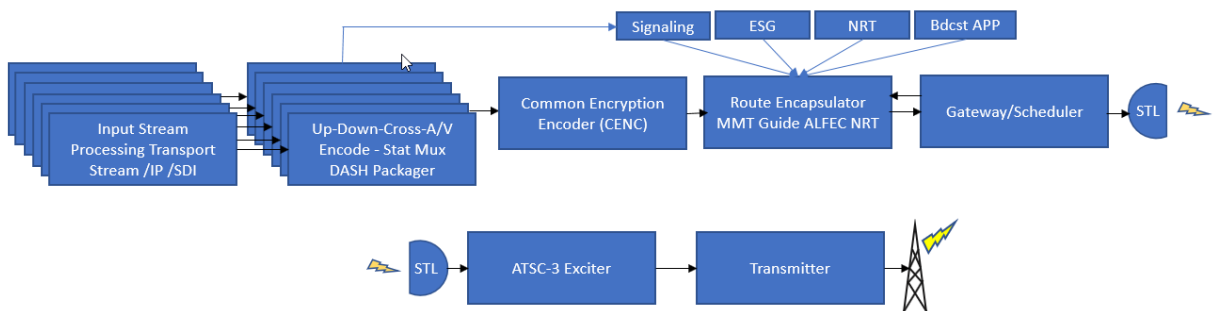 Signaling
ESG
NRT
Bdcst APP
Input Stream
Processing Transport
Stream /IP /SDI
Up-Down-Cross-A/V
Encode - Stat Mux
DASH Packager
Common Encryption
Encoder (CENC)
Route Encapsulator
MMT Guide ALFEC NRT
Gateway/Scheduler
STL
STL
ATSC-3 Exciter
Transmitter